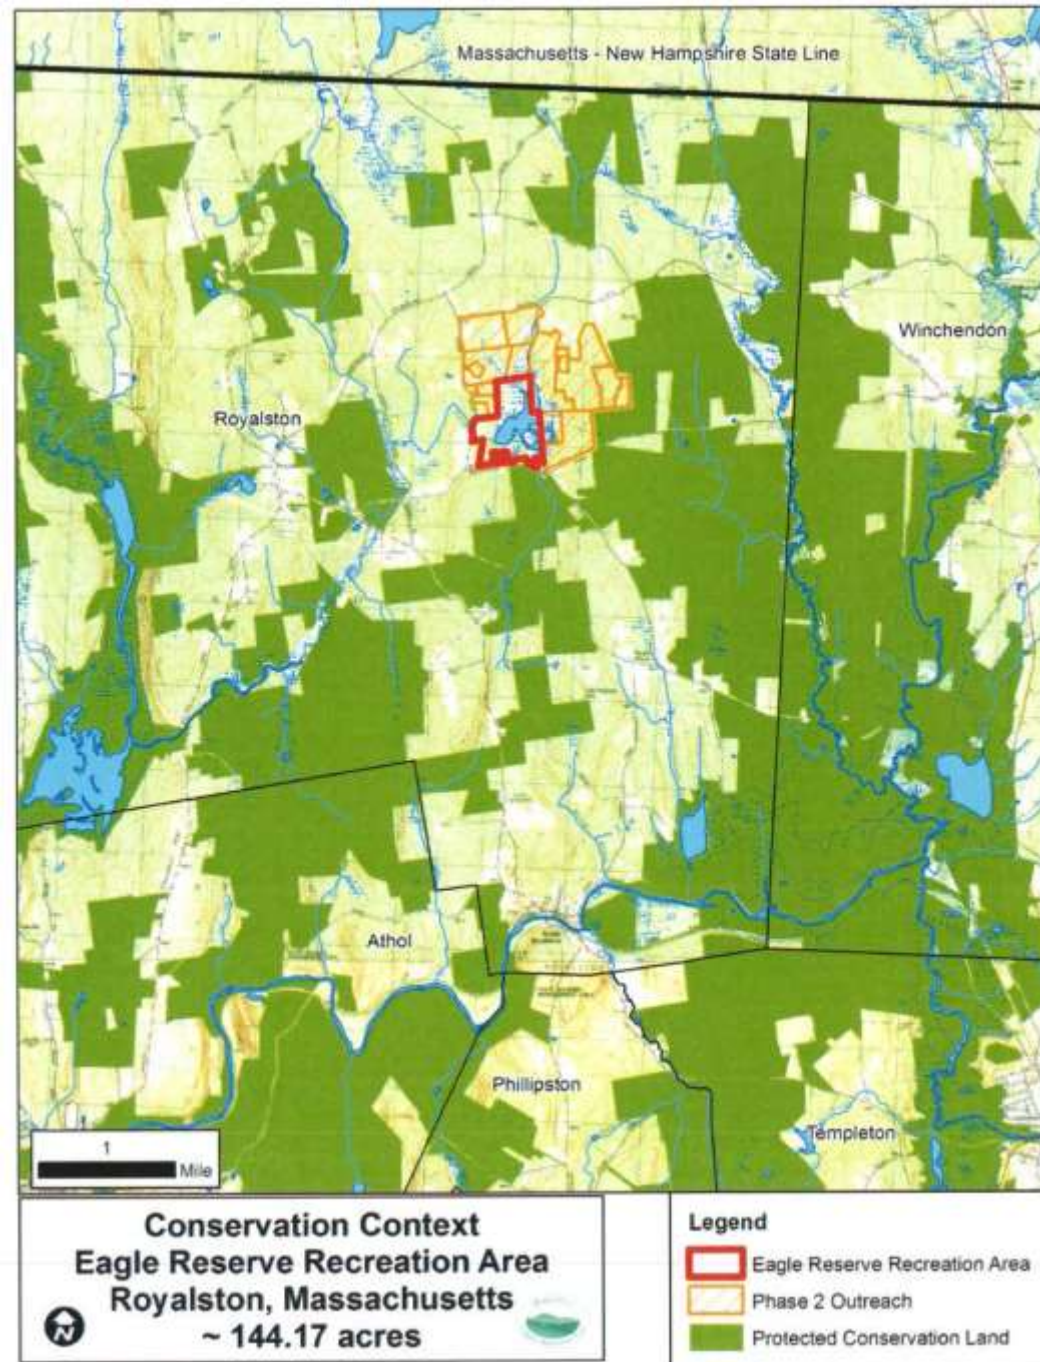 Massachusetts - New Hampshire State Line
Winchendon
Royalston
Athol
Phillipston
Templeton
1
Mile
Conservation Context
Eagle Reserve Recreation Area
Royalston, Massachusetts
~ 144.17 acres
N
Legend
Eagle Reserve Recreation Area
Phase 2 Outreach
Protected Conservation Land